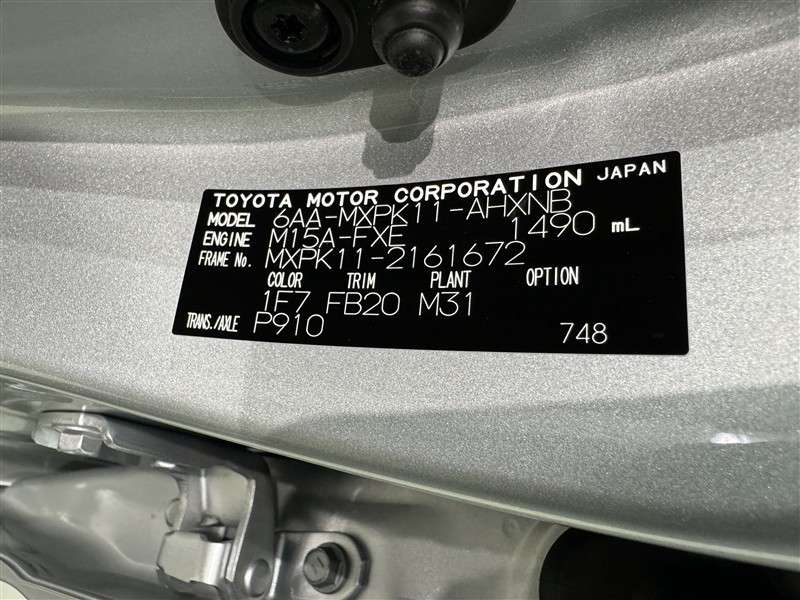 TOYOTA MOTOR CORPORATION JAPAN
MODEL 6AA-MXPK11-AHXNB
ENGINE M15A-FXE 1490 mL
FRAME No. MXPK11-2161672
COLOR TRIM PLANT OPTION
1F7 FB20 M31
TRANS./AXLE P910 748